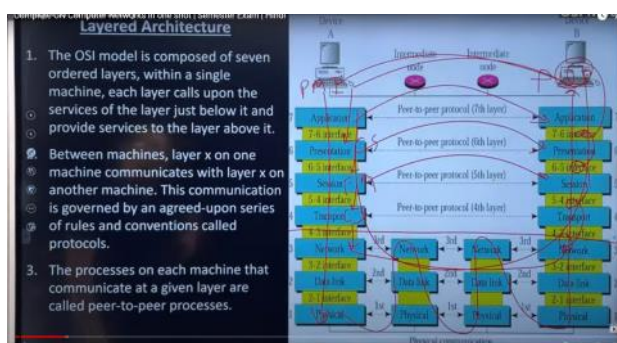 Computer Networks in one shot | Semester Exam | Hindi
Layered Architecture
1. The OSI model is composed of seven
ordered layers, within a single
machine, each layer calls upon the
services of the layer just below it and
provide services to the layer above it.
Between machines, layer x on one
machine communicates with layer x on
another machine. This communication
is governed by an agreed-upon series
of rules and conventions called
protocols.
3. The processes on each machine that
communicate at a given layer are
called peer-to-peer processes.
Device
A
Intermediate
node
Intermediate
node
Device
B
Application
Peer-to-peer protocol (7th layer)
Application
7-6 interface
7-6 interface
Presentation
Peer-to-peer protocol (6th layer)
Presentation
6-5 interface
6-5 interface
Session
Peer-to-peer protocol (5th layer)
Session
5-4 interface
5-4 interface
Transport
Peer-to-peer protocol (4th layer)
Transport
4-3 interface
4-3 interface
Network
3rd
Network
3rd
Network
3rd
Network
3-2 interface
3-2 interface
Data link
2nd
Data link
2nd
Data link
2nd
Data link
2-1 interface
2-1 interface
Physical
1st
Physical
1st
Physical
1st
Physical
Physical communication